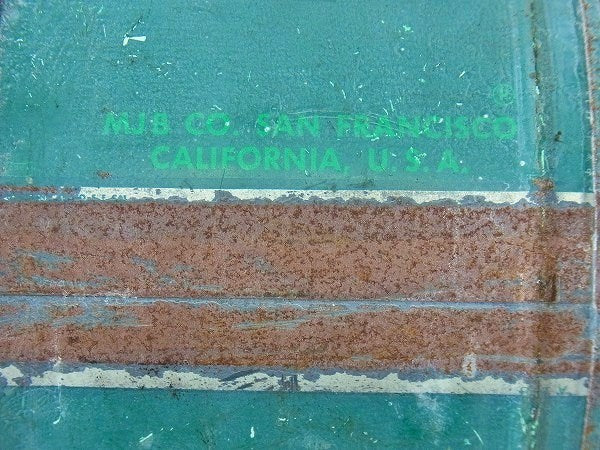 MJB CO. SAN FRANCISCO
CALIFORNIA, U.S.A.